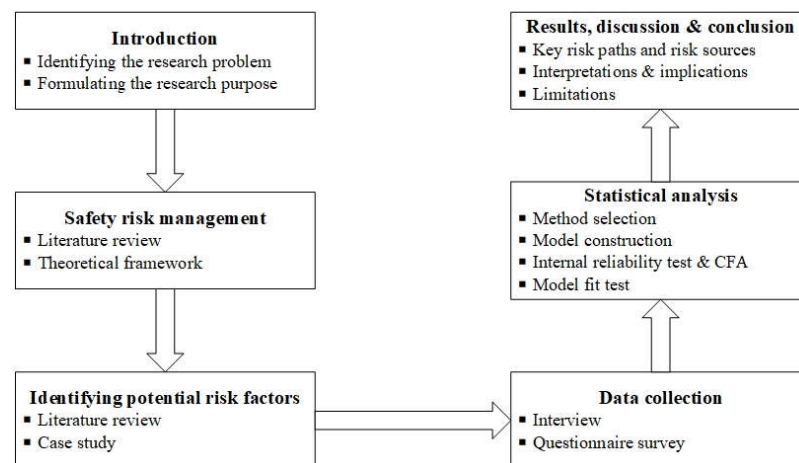 Introduction
▪ Identifying the research problem
▪ Formulating the research purpose
Safety risk management
▪ Literature review
▪ Theoretical framework
Identifying potential risk factors
▪ Literature review
▪ Case study
Data collection
▪ Interview
▪ Questionnaire survey
Statistical analysis
▪ Method selection
▪ Model construction
▪ Internal reliability test & CFA
▪ Model fit test
Results, discussion & conclusion
▪ Key risk paths and risk sources
▪ Interpretations & implications
▪ Limitations